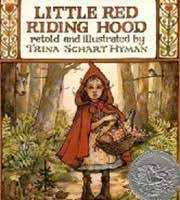 LITTLE RED
RIDING HOOD
retold and illustrated by
TRINA SCHART HYMAN